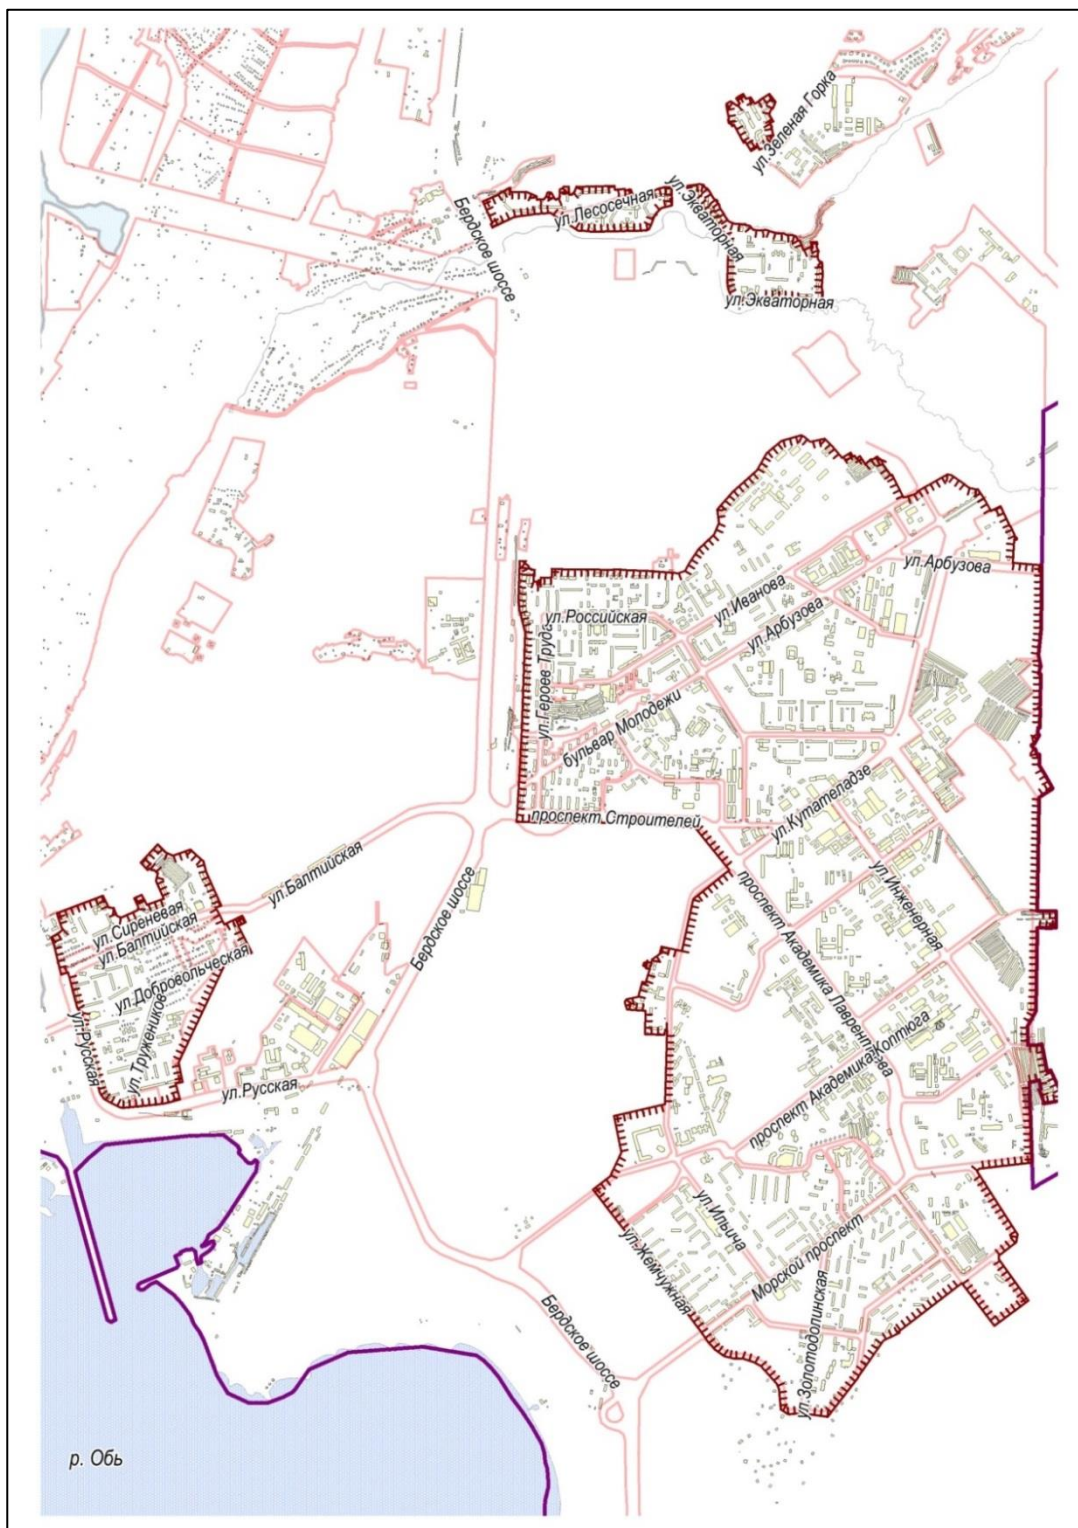 ул.Зеленая Горка
ул.Лесосечная
ул.Экваторная
Бердское шоссе
ул.Экваторная
ул.Арбузова
ул.Иванова
ул.Российская
ул.Арбузова
ул.Героев Труда
бульвар Молодежи
ул.Кутателадзе
проспект Строителей
ул.Балтийская
ул.Инженерная
проспект Академика Лаврентьева
Бердское шоссе
ул.Сиреневая
ул.Балтийская
ул.Добровольческая
ул.Тружеников
ул.Русская
ул.Русская
проспект Академика Коптюга
ул.Ильича
Морской проспект
ул.Жемчужная
ул.Золотодолинская
Бердское шоссе
р. Обь